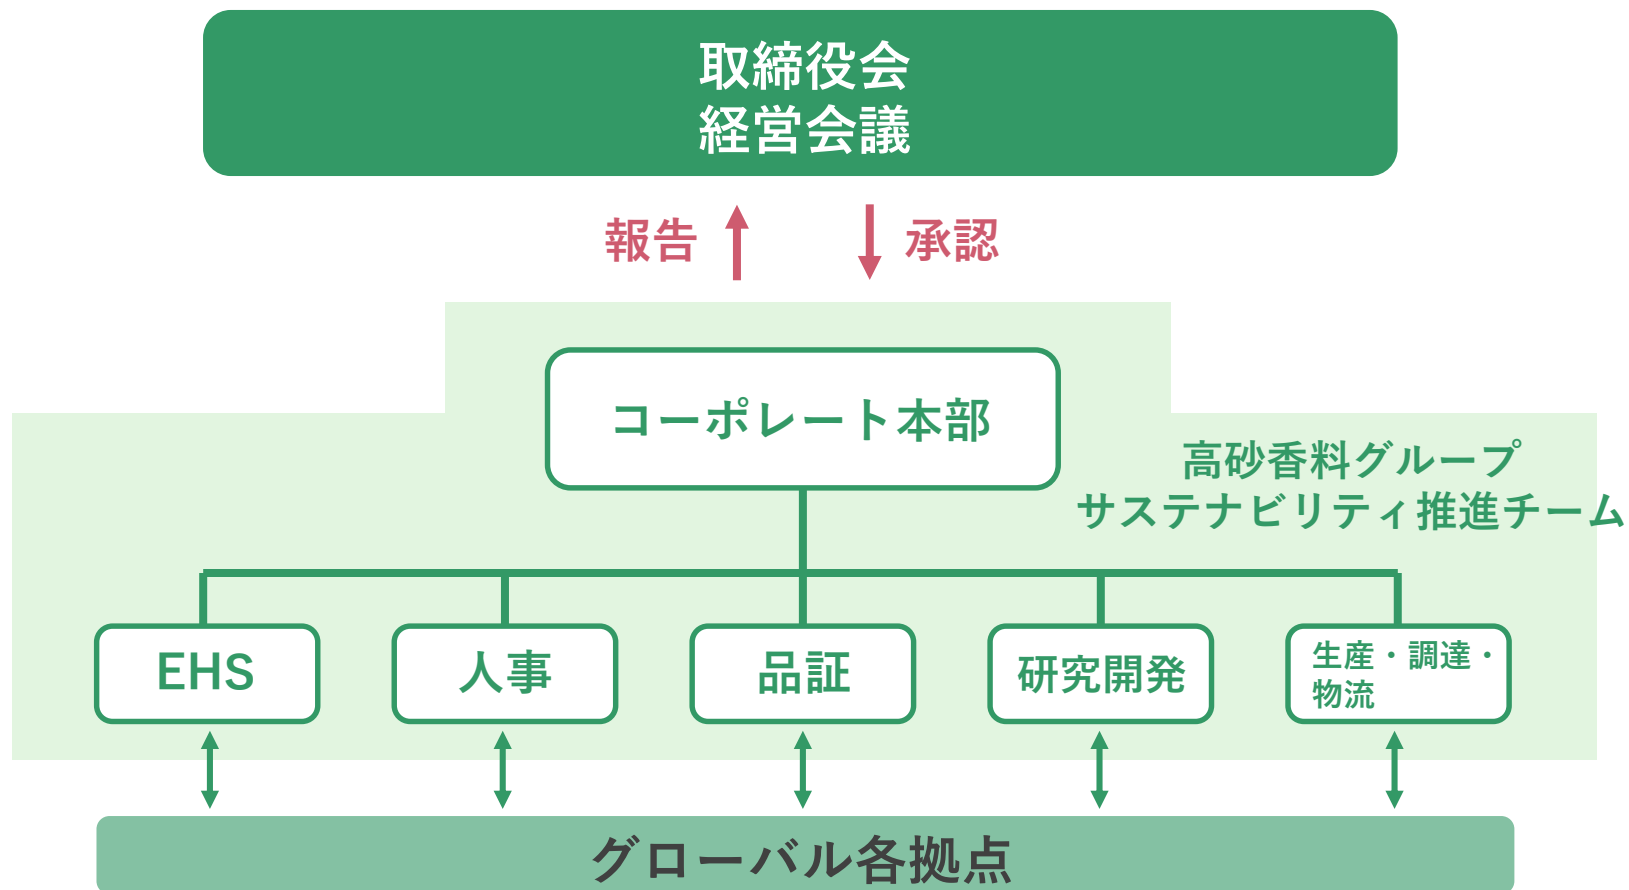 取締役会
経営会議
報告
承認
コーポレート本部
高砂香料グループ
サステナビリティ推進チーム
EHS
人事
品証
研究開発
生産・調達・
物流
グローバル各拠点